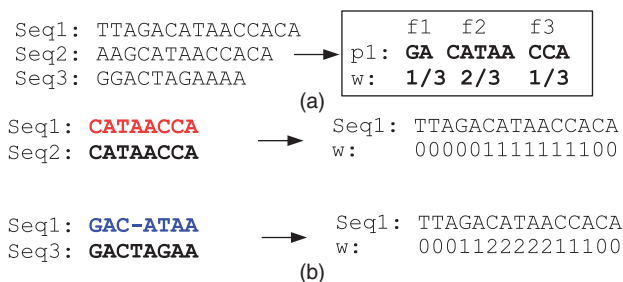 Seq1: TTAGACATAACCACA
Seq2: AAGCATAACCACA
Seq3: GGACTAGAAAA
f1 f2 f3
p1: GA CATAA CCA
w: 1/3 2/3 1/3
(a)
Seq1: CATAACCA
Seq2: CATAACCA
Seq1: TTAGACATAACCACA
w: 000001111111100
Seq1: GAC-ATAA
Seq3: GACTAGAA
Seq1: TTAGACATAACCACA
w: 000112222211100
(b)